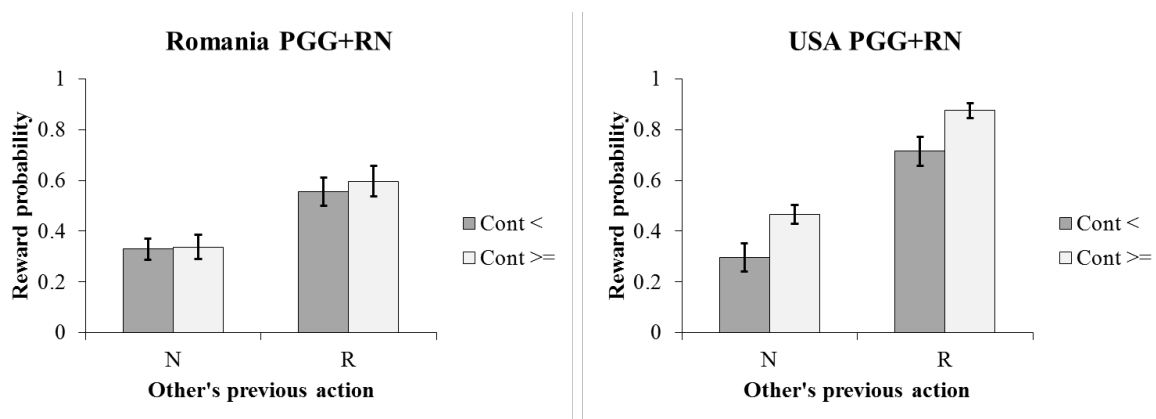 Romania PGG+RN
1
0.8
0.6
0.4
0.2
0
Reward probability
N
R
Other's previous action
Cont <
Cont >=
USA PGG+RN
1
0.8
0.6
0.4
0.2
0
Reward probability
N
R
Other's previous action
Cont <
Cont >=